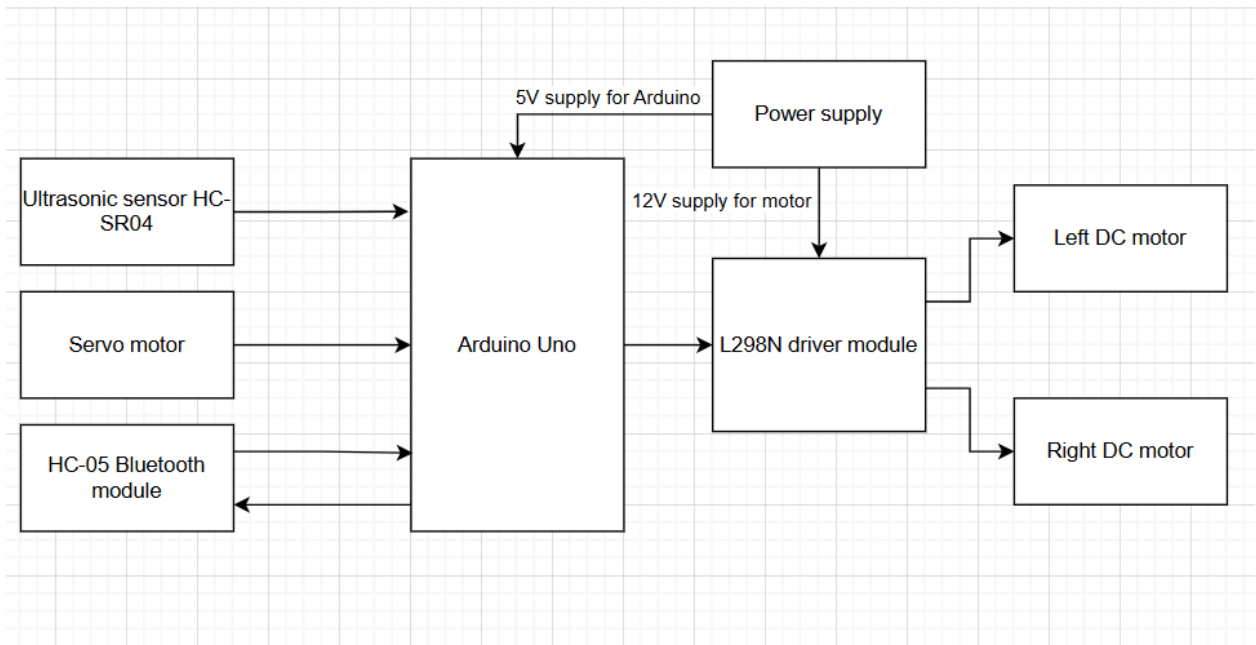 5V supply for Arduino
Power supply
Ultrasonic sensor HC-
SR04
12V supply for motor
Left DC motor
Servo motor
Arduino Uno
L298N driver module
HC-05 Bluetooth
module
Right DC motor